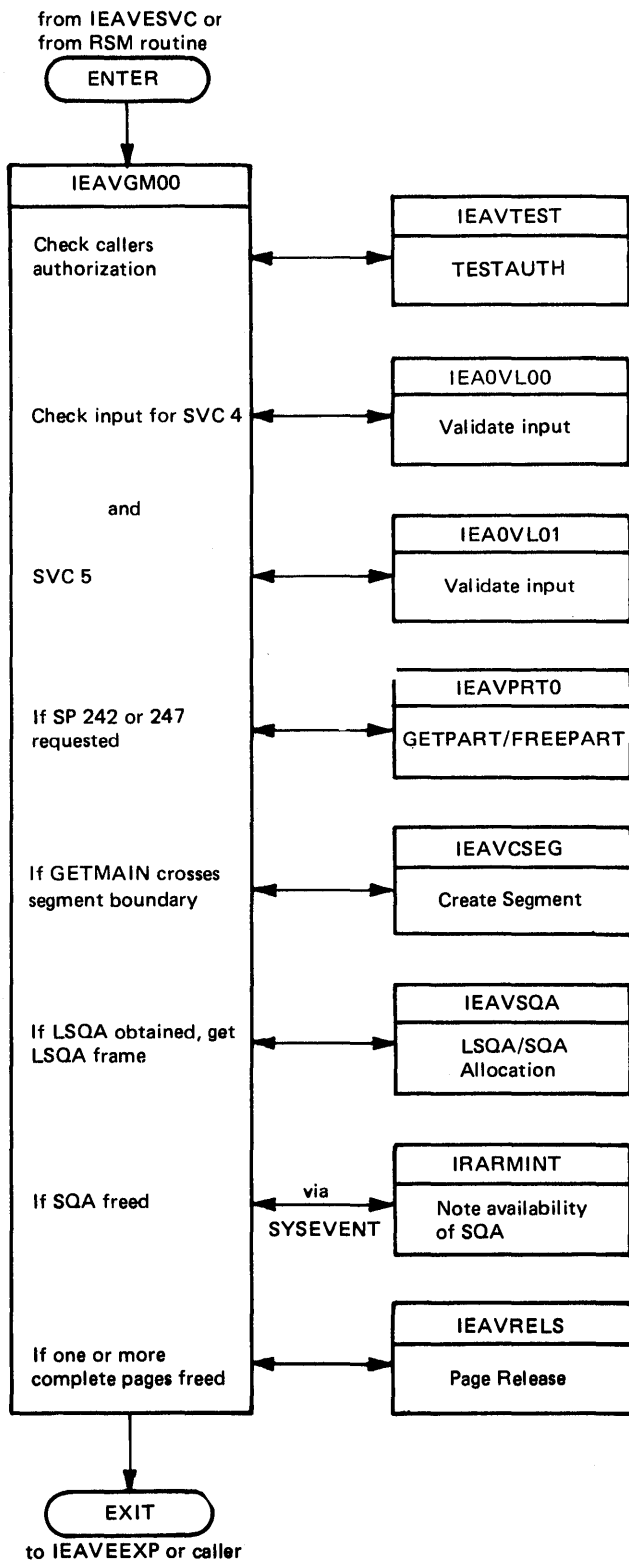 from IEAVESVC or
from RSM routine
ENTER
IEAVGM00
Check callers
authorization
IEAVTEST
TESTAUTH
Check input for SVC 4
IEA0VL00
Validate input
and
SVC 5
IEA0VL01
Validate input
If SP 242 or 247
requested
IEAVPRT0
GETPART/FREEPART
If GETMAIN crosses
segment boundary
IEAVCSEG
Create Segment
If LSQA obtained, get
LSQA frame
IEAVSQA
LSQA/SQA
Allocation
If SQA freed
via
SYSEVENT
IRARMINT
Note availability
of SQA
If one or more
complete pages freed
IEAVRELS
Page Release
EXIT
to IEAVEEXP or caller